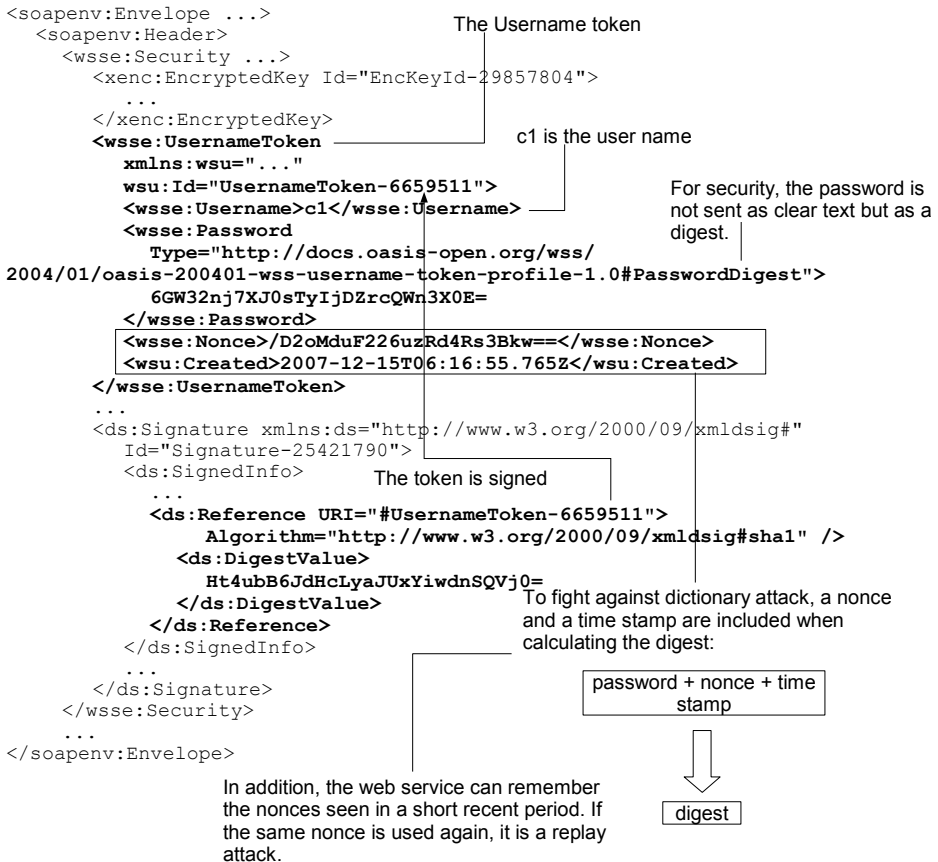 <soapenv:Envelope ...>
The Username token
<soapenv:Header>
<wsse:Security ...>
<xenc:EncryptedKey Id="EncKeyId-29857804">
...
</xenc:EncryptedKey>
<wsse:UsernameToken
c1 is the user name
xmlns:wsu="..."
wsu:Id="UsernameToken-6659511">
<wsse:Username>c1</wsse:Username>
For security, the password is
not sent as clear text but as a
digest.
<wsse:Password
Type="http://docs.oasis-open.org/wss/
2004/01/oasis-200401-wss-username-token-profile-1.0#PasswordDigest">
6GW32nj7XJ0sTyIjDZrcQWn3X0E=
</wsse:Password>
<wsse:Nonce>/D2oMduF226uzRd4Rs3Bkw==</wsse:Nonce>
<wsu:Created>2007-12-15T06:16:55.765Z</wsu:Created>
</wsse:UsernameToken>
...
<ds:Signature xmlns:ds="http://www.w3.org/2000/09/xmldsig#"
Id="Signature-25421790">
<ds:SignedInfo>
The token is signed
...
<ds:Reference URI="#UsernameToken-6659511">
Algorithm="http://www.w3.org/2000/09/xmldsig#sha1" />
<ds:DigestValue>
Ht4ubB6JdHcLyaJUxYiwdnSQVj0=
</ds:DigestValue>
</ds:Reference>
</ds:SignedInfo>
...
</ds:Signature>
</wsse:Security>
...
</soapenv:Envelope>
To fight against dictionary attack, a nonce
and a time stamp are included when
calculating the digest:
password + nonce + time
stamp
digest
In addition, the web service can remember
the nonces seen in a short recent period. If
the same nonce is used again, it is a replay
attack.